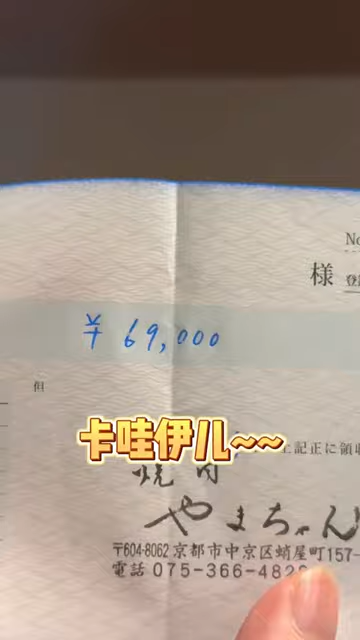 No
様 登
¥ 69,000
但
卡哇伊儿~~
上記正に領収
焼肉
やまちゃん
〒604-8062 京都市中京区蛸屋町157-
電話 075-366-482